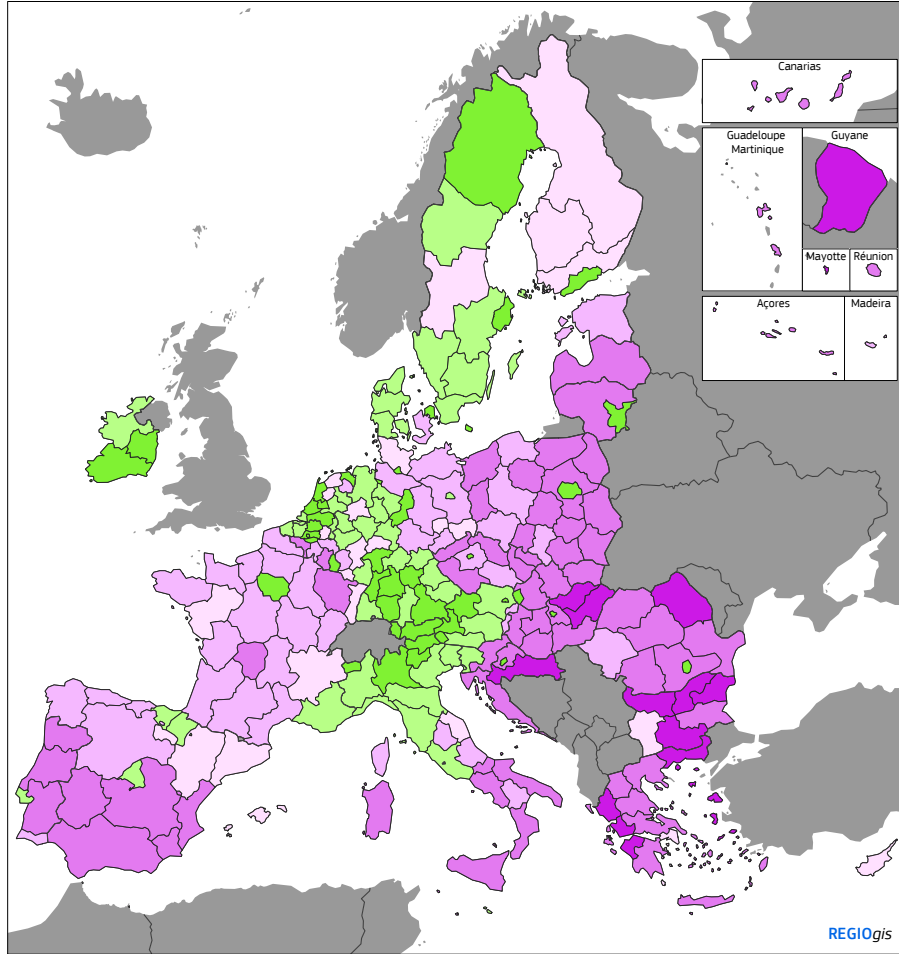 Canarias
Guadeloupe
Martinique
Guyane
Mayotte
Réunion
Açores
Madeira
REGIOgis